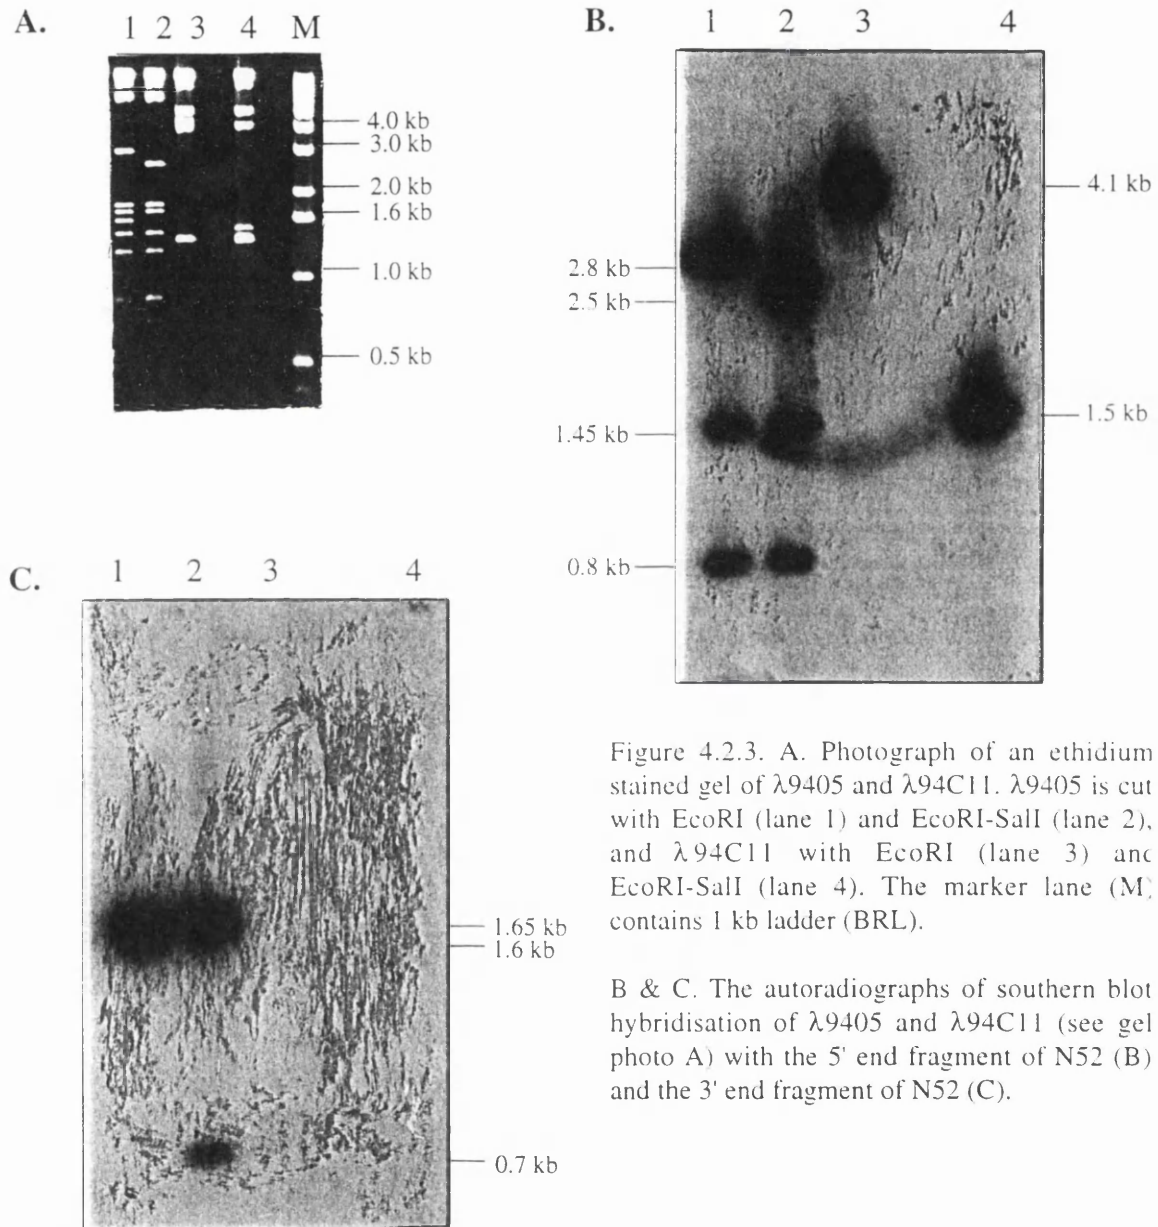 A.
1 2 3 4 M
4.0 kb
3.0 kb
2.0 kb
1.6 kb
1.0 kb
0.5 kb
B.
1 2 3 4
4.1 kb
2.8 kb
2.5 kb
1.5 kb
1.45 kb
0.8 kb
C.
1 2 3 4
1.65 kb
1.6 kb
0.7 kb
Figure 4.2.3. A. Photograph of an ethidium
stained gel of λ9405 and λ94C11. λ9405 is cut
with EcoRI (lane 1) and EcoRI-SalI (lane 2),
and λ94C11 with EcoRI (lane 3) anc
EcoRI-SalI (lane 4). The marker lane (M)
contains 1 kb ladder (BRL).
B & C. The autoradiographs of southern blot
hybridisation of λ9405 and λ94C11 (see gel
photo A) with the 5' end fragment of N52 (B)
and the 3' end fragment of N52 (C).